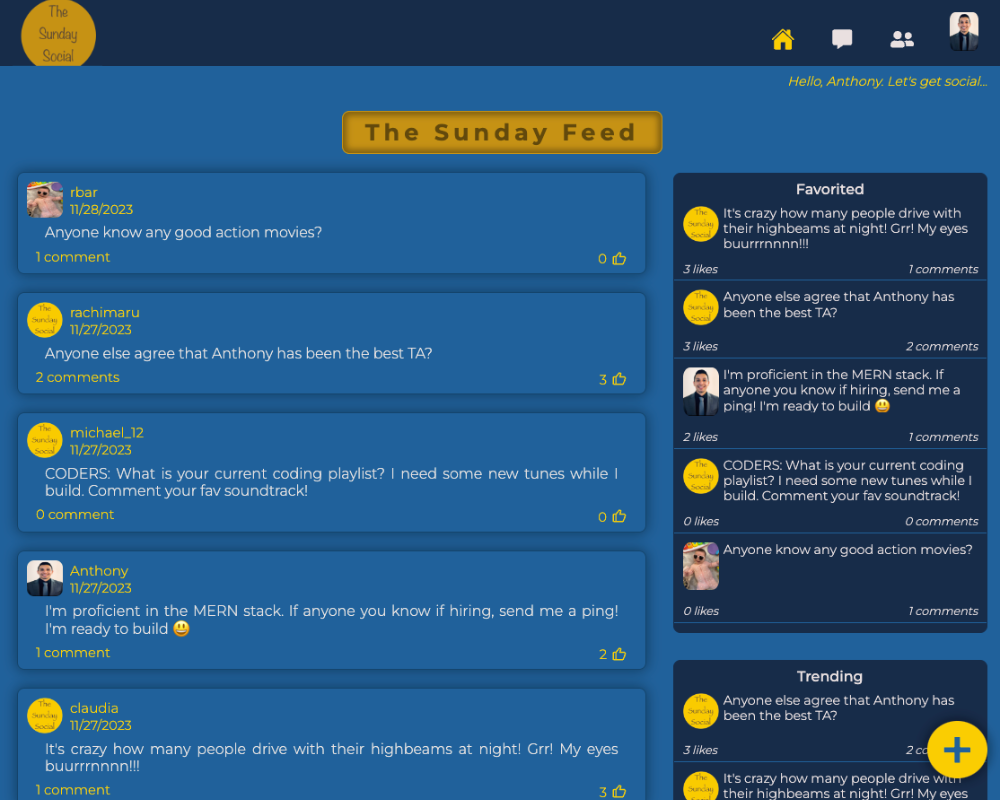 The
Sunday
Social
Hello, Anthony. Let's get social...
The Sunday Feed
rbar
11/28/2023
Anyone know any good action movies?
1 comment
0
The
Sunday
Social
rachimaru
11/27/2023
Anyone else agree that Anthony has been the best TA?
2 comments
3
The
Sunday
Social
michael_12
11/27/2023
CODERS: What is your current coding playlist? I need some new tunes while I
build. Comment your fav soundtrack!
0 comment
0
Anthony
11/27/2023
I'm proficient in the MERN stack. If anyone you know if hiring, send me a ping!
I'm ready to build 😃
1 comment
2
The
Sunday
Social
claudia
11/27/2023
It's crazy how many people drive with their highbeams at night! Grr! My eyes
buurrrnnnn!!!
1 comment
3
Favorited
The
Sunday
Social
It's crazy how many people drive with
their highbeams at night! Grr! My eyes
buurrrnnnn!!!
3 likes
1 comments
The
Sunday
Social
Anyone else agree that Anthony has
been the best TA?
3 likes
2 comments
I'm proficient in the MERN stack. If
anyone you know if hiring, send me a
ping! I'm ready to build 😃
2 likes
1 comments
The
Sunday
Social
CODERS: What is your current coding
playlist? I need some new tunes while I
build. Comment your fav soundtrack!
0 likes
0 comments
Anyone know any good action movies?
0 likes
1 comments
Trending
The
Sunday
Social
Anyone else agree that Anthony has
been the best TA?
3 likes
2
The
Sunday
It's crazy how many people drive with
their highbeams at night! Grr! My eyes